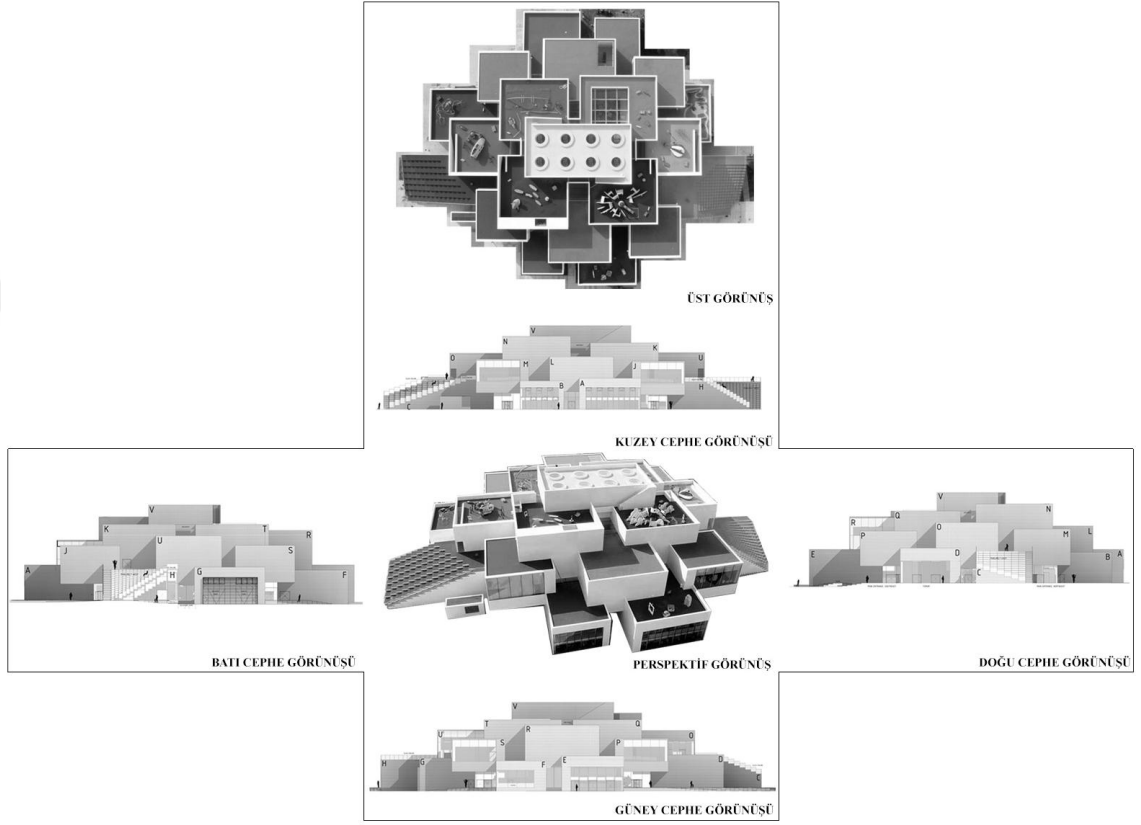 ÜST GÖRÜNÜŞ
V
N
K
O
U
M
L
J
B
A
H
C
KUZEY CEPHE GÖRÜNÜŞÜ
V
K
T
R
L
J
U
S
A
H
G
F
BATI CEPHE GÖRÜNÜŞÜ
PERSPEKTİF GÖRÜNÜŞ
V
Q
N
R
P
O
M
L
E
D
B
A
C
DOĞU CEPHE GÖRÜNÜŞÜ
V
T
R
Q
U
S
P
O
H
G
F
E
D
C
GÜNEY CEPHE GÖRÜNÜŞÜ